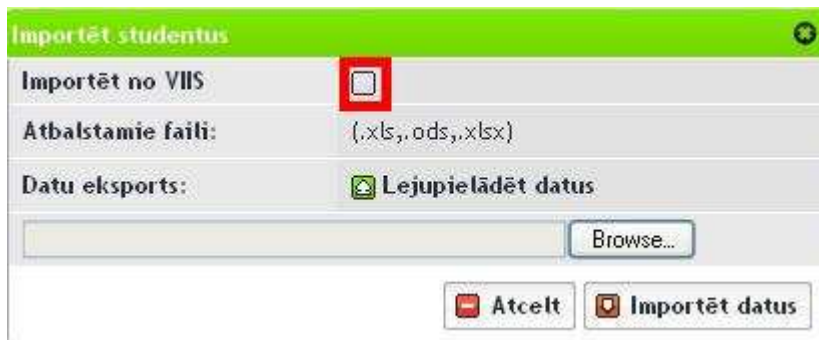 Importēt studentus
Importēt no VIIS
Atbalstamie faili: (.xls,.ods,.xlsx)
Datu eksports: Lejupielādēt datus
Browse...
Atcelt Importēt datus